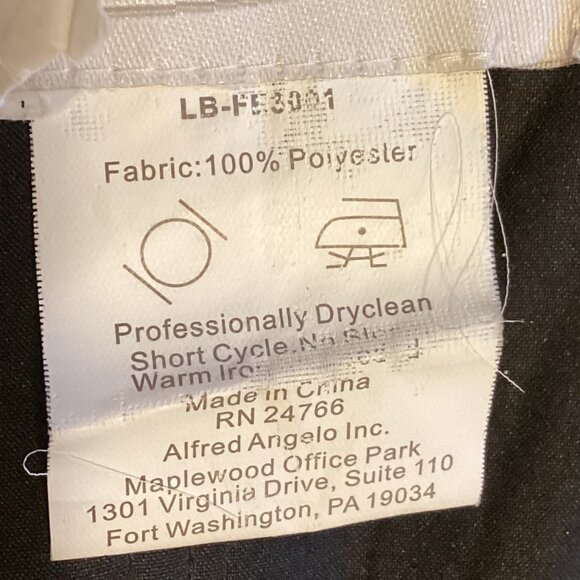 Fabric:100% Polyester
Professionally Dryclean
Short Cycle.No
Warm Iron
Made in China
RN 24766
Alfred Angelo Inc.
Maplewood Office Park
1301 Virginia Drive, Suite 110
Fort Washington, PA 19034